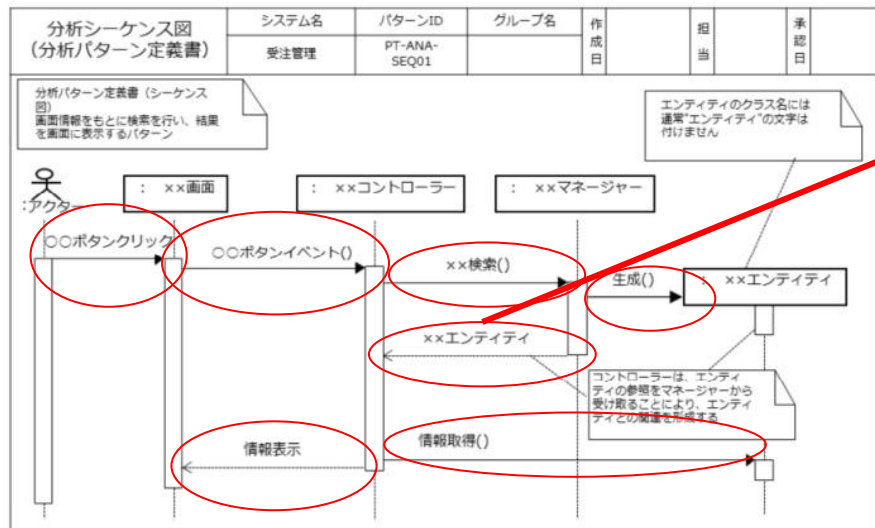 分析シーケンス図
(分析パターン定義書)
システム名
パターンID
グループ名
作成日
担当
承認日
受注管理
PT-ANA-
SEQ01
分析パターン定義書（シーケンス
図）
画面情報をもとに検索を行い、結果
を画面に表示するパターン
エンティティのクラス名には
通常"エンティティ"の文字は
付けません
:アクター
： ××画面
： ××コントローラー
： ××マネージャー
○○ボタンクリック
○○ボタンイベント()
××検索()
生成()
： ××エンティティ
××エンティティ
コントローラーは、エンティ
ティの参照をマネージャーから
受け取ることにより、エンティ
ティとの関連を形成する
情報表示
情報取得()